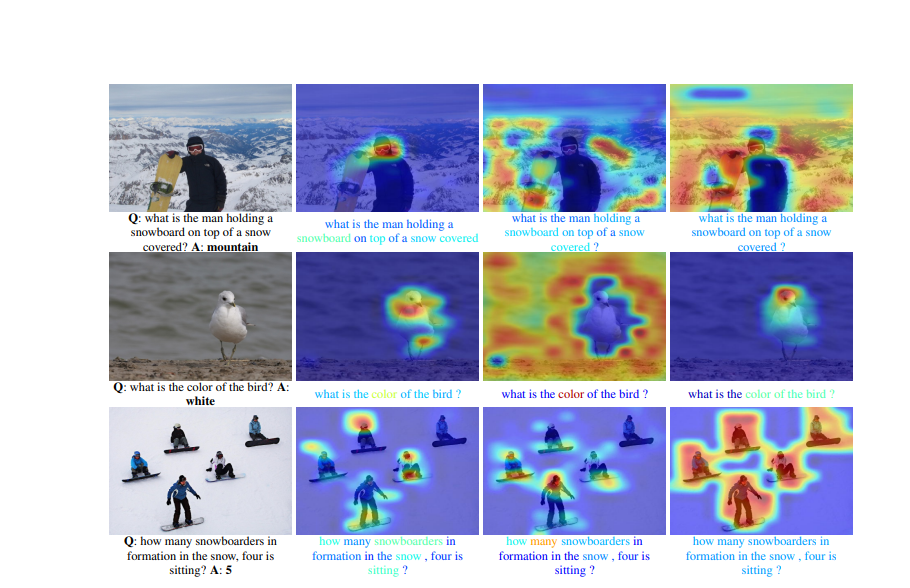 Q: what is the man holding a
snowboard on top of a snow
covered? A: mountain
what is the man holding a
snowboard on top of a snow covered
what is the man holding a
snowboard on top of a snow
covered ?
what is the man holding a
snowboard on top of a snow
covered ?
Q: what is the color of the bird? A:
white
what is the color of the bird ?
what is the color of the bird ?
what is the color of the bird ?
Q: how many snowboarders in
formation in the snow, four is
sitting? A: 5
how many snowboarders in
formation in the snow , four is
sitting ?
how many snowboarders in
formation in the snow , four is
sitting ?
how many snowboarders in
formation in the snow , four is
sitting ?